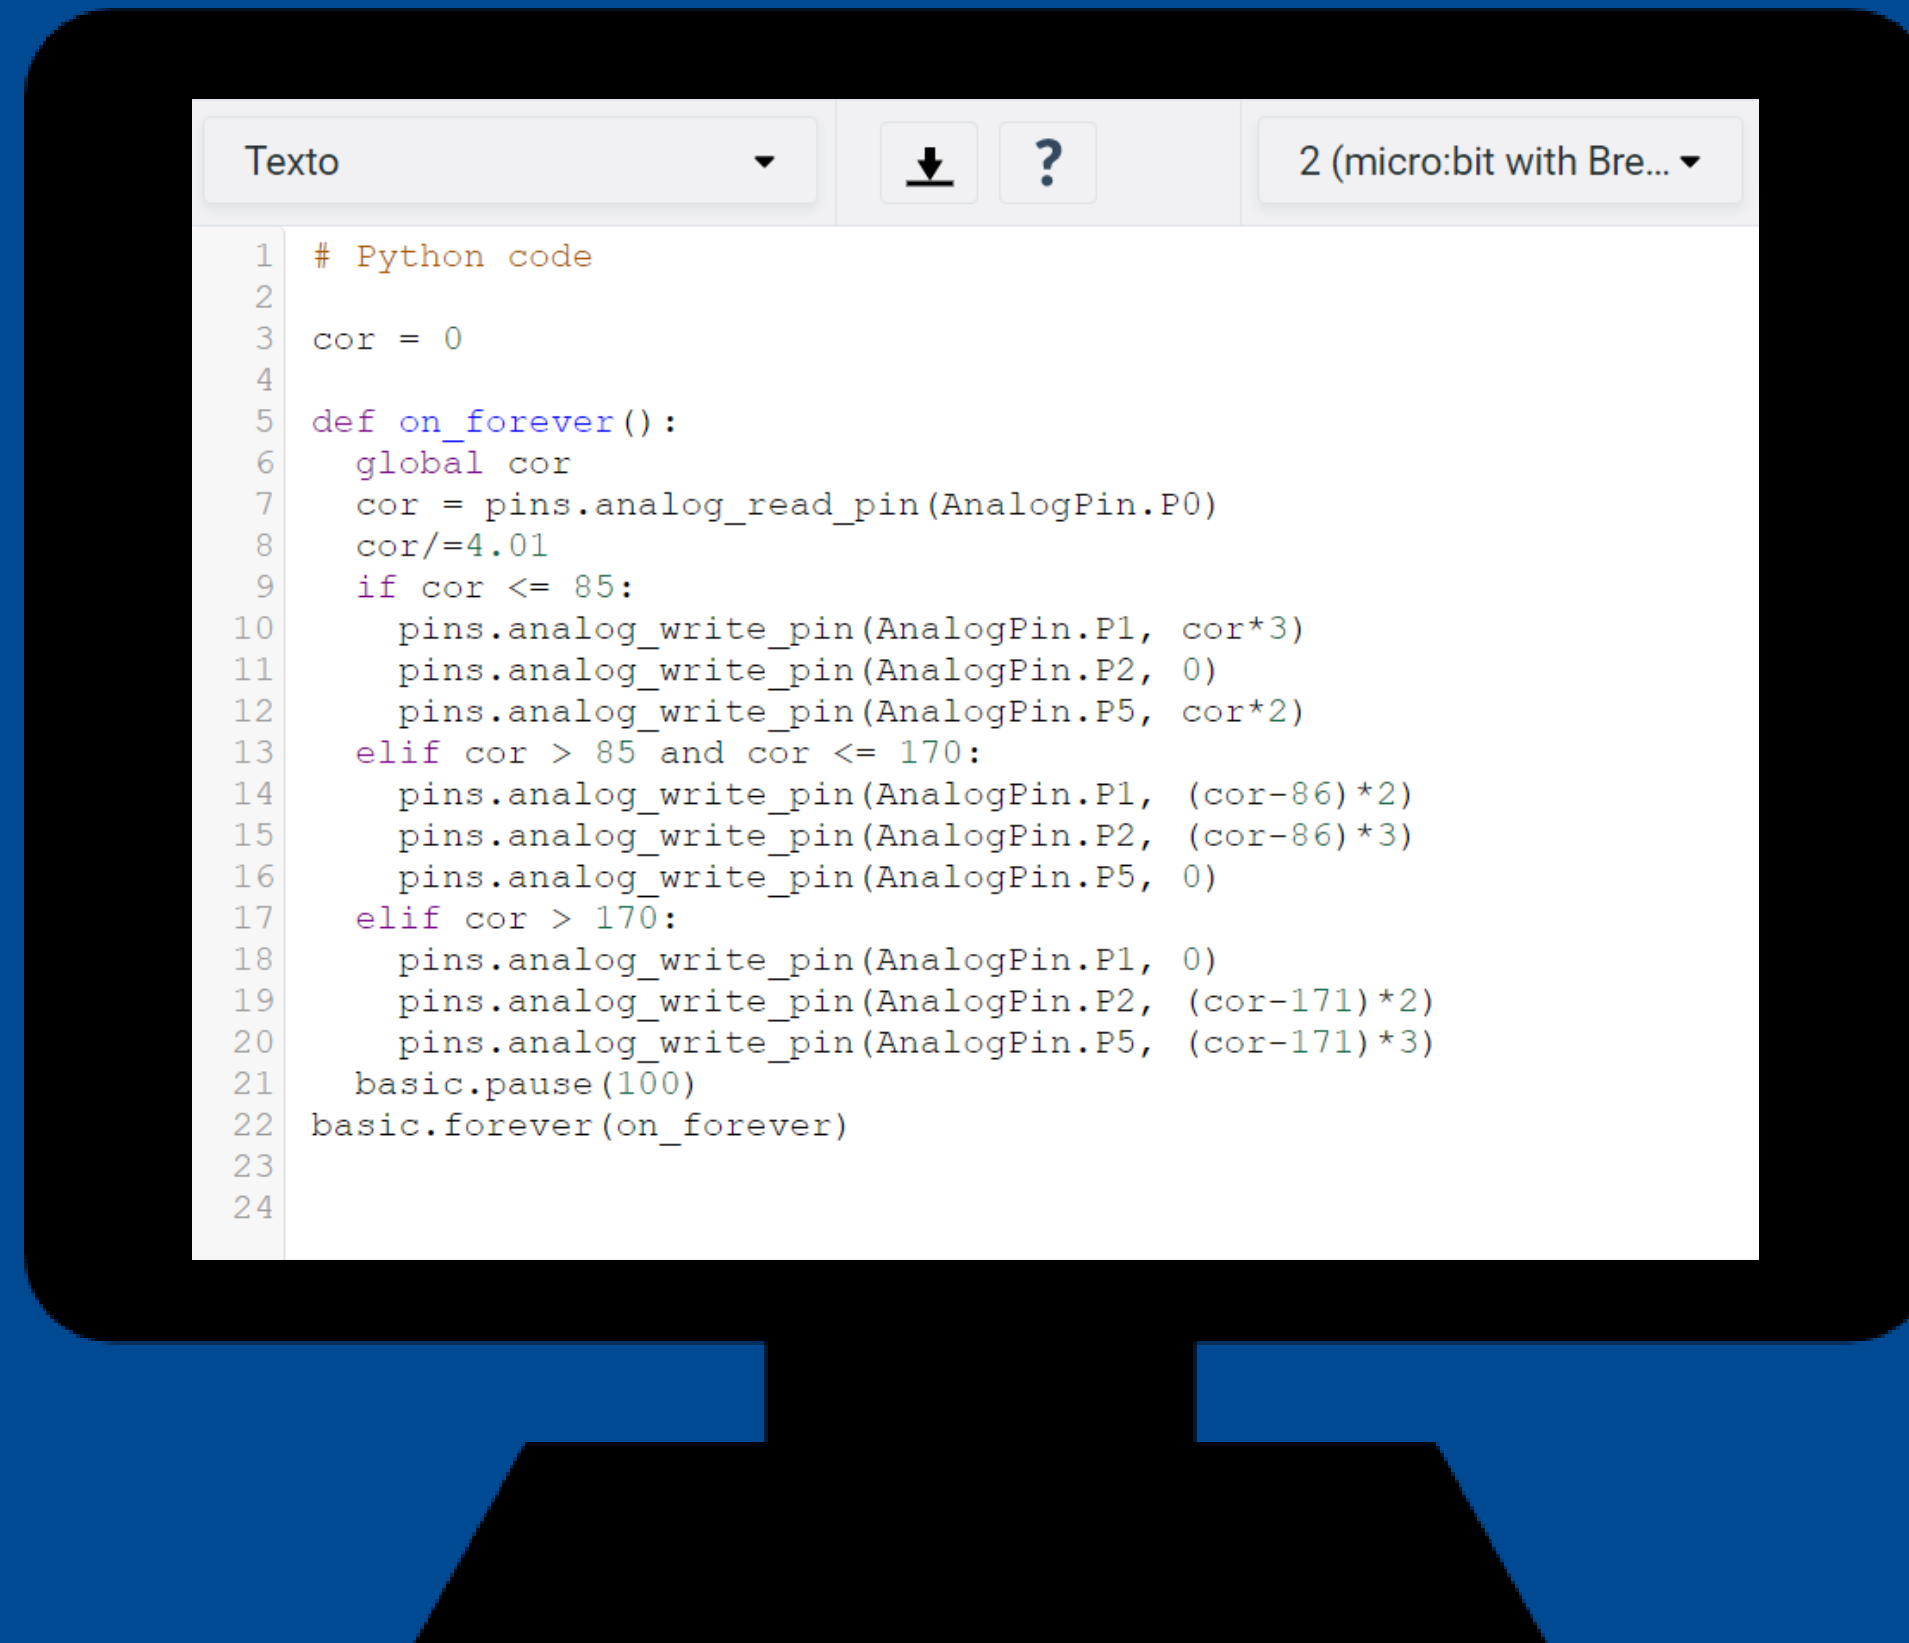 Texto
?
2 (micro:bit with Bre...
1 # Python code
2
3 cor = 0
4
5 def on_forever():
6   global cor
7   cor = pins.analog_read_pin(AnalogPin.P0)
8   cor/=4.01
9   if cor <= 85:
10     pins.analog_write_pin(AnalogPin.P1, cor*3)
11     pins.analog_write_pin(AnalogPin.P2, 0)
12     pins.analog_write_pin(AnalogPin.P5, cor*2)
13   elif cor > 85 and cor <= 170:
14     pins.analog_write_pin(AnalogPin.P1, (cor-86)*2)
15     pins.analog_write_pin(AnalogPin.P2, (cor-86)*3)
16     pins.analog_write_pin(AnalogPin.P5, 0)
17   elif cor > 170:
18     pins.analog_write_pin(AnalogPin.P1, 0)
19     pins.analog_write_pin(AnalogPin.P2, (cor-171)*2)
20     pins.analog_write_pin(AnalogPin.P5, (cor-171)*3)
21   basic.pause(100)
22 basic.forever(on_forever)
23
24